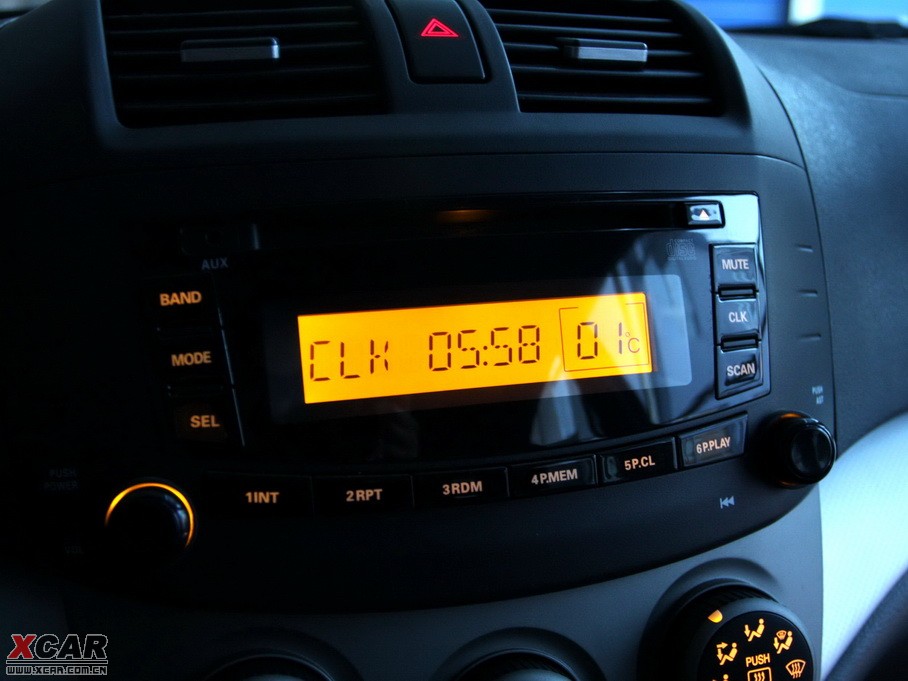 AUX
MUTE
BAND
CLK
CLK 05:58 01°C
MODE
SCAN
SEL
PUSH
1INT 2RPT 3RDM 4P.MEM 5P.CL 6P.PLAY
PUSH
XCAR
WWW.XCAR.COM.CN